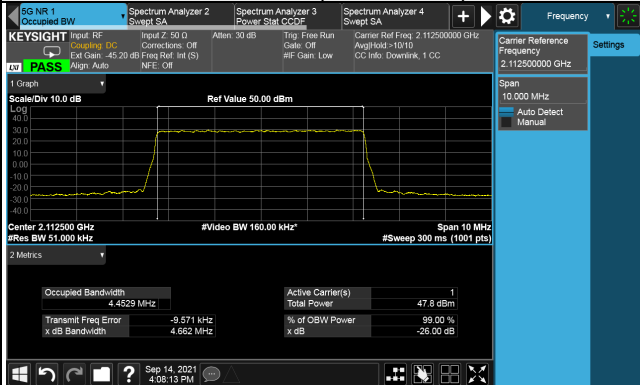 5G NR 1
Occupied BW
Spectrum Analyzer 2
Swept SA
Spectrum Analyzer 3
Power Stat CCDF
Spectrum Analyzer 4
Swept SA
Frequency
KEYSIGHT
Input: RF
Coupling: DC
Ext Gain: -45.20 dB
Align: Auto
Input Z: 50 Ω
Corrections: Off
Freq Ref: Int (S)
NFE: Off
Atten: 30 dB
Trig: Free Run
Gate: Off
#IF Gain: Low
Carrier Ref Freq: 2.112500000 GHz
Avg|Hold:>10/10
CC Info: Downlink, 1 CC
LXI PASS
Carrier Reference
Frequency
2.112500000 GHz
Settings
Span
10.000 MHz
Auto Detect
Manual
1 Graph
Scale/Div 10.0 dB
Ref Value 50.00 dBm
Log
40.0
30.0
20.0
10.0
0.00
-10.0
-20.0
-30.0
-40.0
Center 2.112500 GHz
#Video BW 160.00 kHz*
Span 10 MHz
#Res BW 51.000 kHz
#Sweep 300 ms (1001 pts)
2 Metrics
Occupied Bandwidth
4.4529 MHz
Active Carrier(s) 1
Total Power 47.8 dBm
Transmit Freq Error -9.571 kHz
x dB Bandwidth 4.662 MHz
% of OBW Power 99.00 %
x dB -26.00 dB
Sep 14, 2021
4:08:13 PM